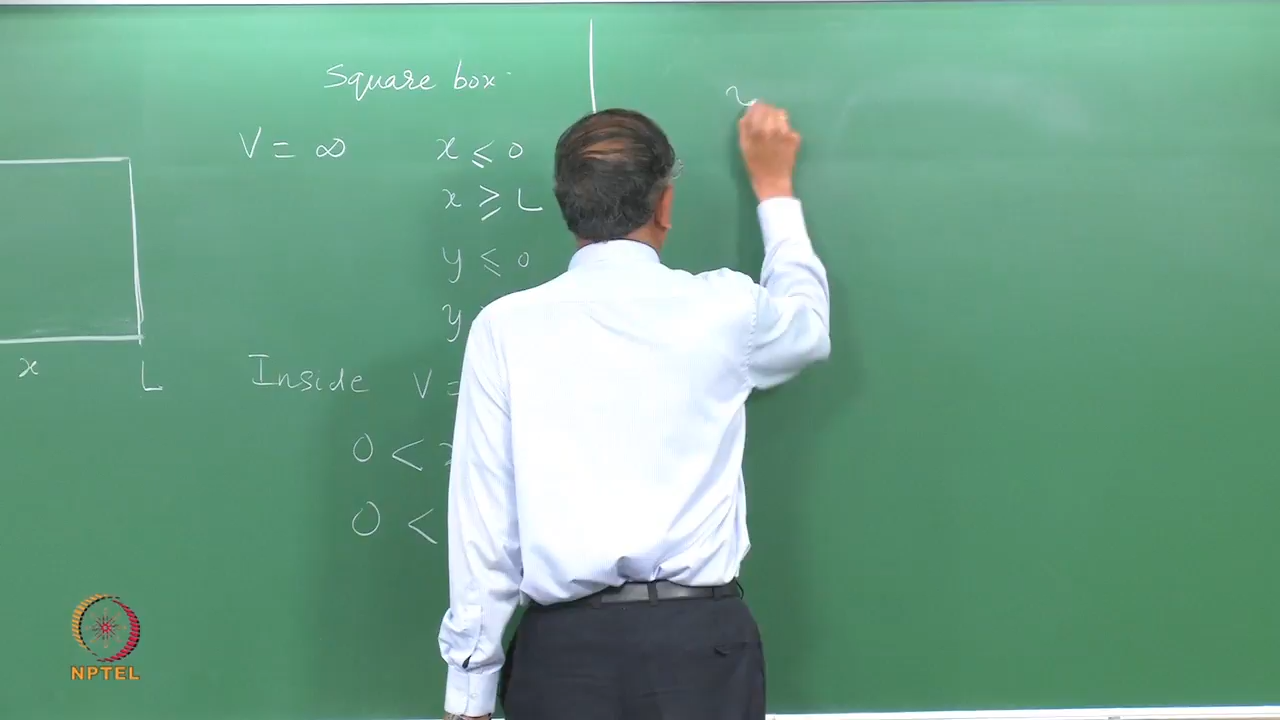 Square box.
V = ∞ x ≤ 0
x ≥ L
y ≤ 0
y
x L
Inside V =
0 <
0 <
NPTEL